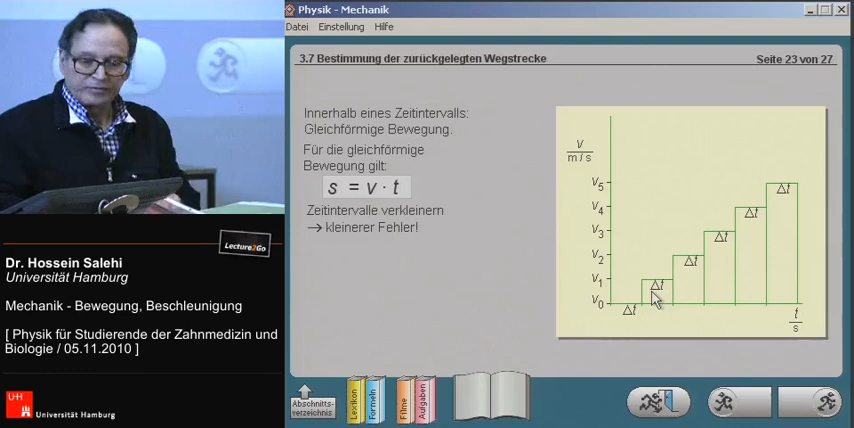 Physik - Mechanik
Datei Einstellung Hilfe
3.7 Bestimmung der zurückgelegten Wegstrecke
Seite 23 von 27
Innerhalb eines Zeitintervalls:
Gleichförmige Bewegung.
Für die gleichförmige
Bewegung gilt:
s = v · t
Zeitintervalle verkleinern
→ kleinerer Fehler!
v
m / s
V5
V4
V3
V2
V1
V0
Δt
Δt
Δt
Δt
Δt
Δt
t
s
Abschnitts-
verzeichnis
Lexikon
Formeln
Filme
Aufgaben
Lecture2Go
Dr. Hossein Salehi
Universität Hamburg
Mechanik - Bewegung, Beschleunigung
[ Physik für Studierende der Zahnmedizin und
Biologie / 05.11.2010 ]
UHH
Universität Hamburg